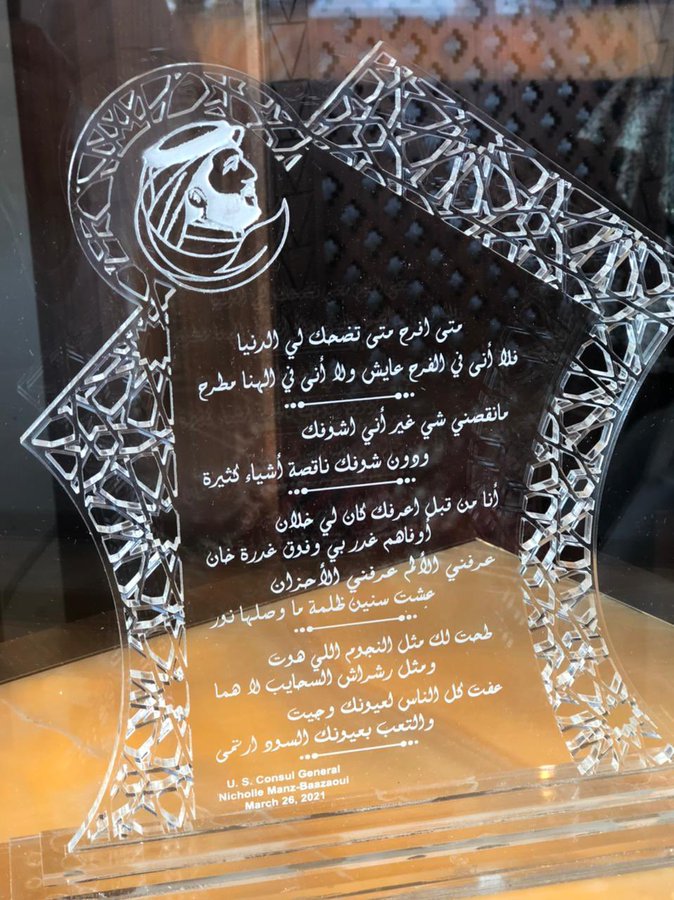 متى افرح متى تضحك لي الدنيا
فلا أنى في الفرح عايش ولا أنى في الهنا مطرح
مانقصني شي غير أني اشوفك
ودون شوفك ناقصة أشياء كثيرة
أنا من قبل اعرفك كان لي خلان
أوفاهم غدر بي وفوق غدرة خان
عرفني الألم عرفني الأحزان
عشت سنين ظلمة ما وصلها نور
طحت لك مثل النجوم اللي هوت
ومثل رشراش السحايب لا هما
عفت كل الناس لعيونك وجيت
والتعب بعيونك السود ارتمى
U. S. Consul General
Nicholle Manz-Baazaoui
March 26, 2021